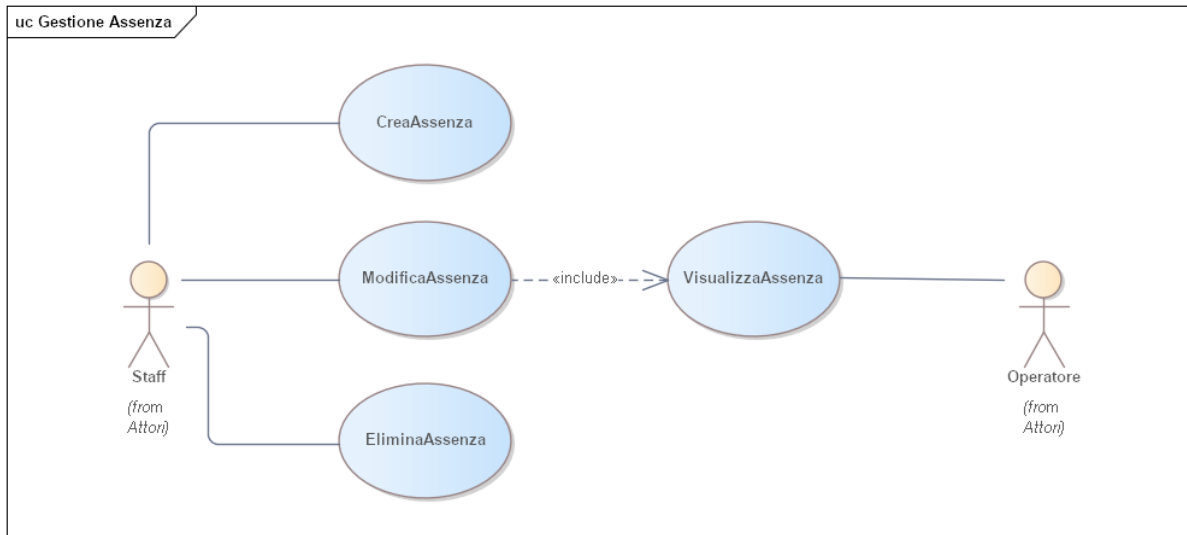 uc Gestione Assenza
CreaAssenza
ModificaAssenza
«include»
VisualizzaAssenza
Staff
(from
Attori)
Operatore
(from
Attori)
EliminaAssenza